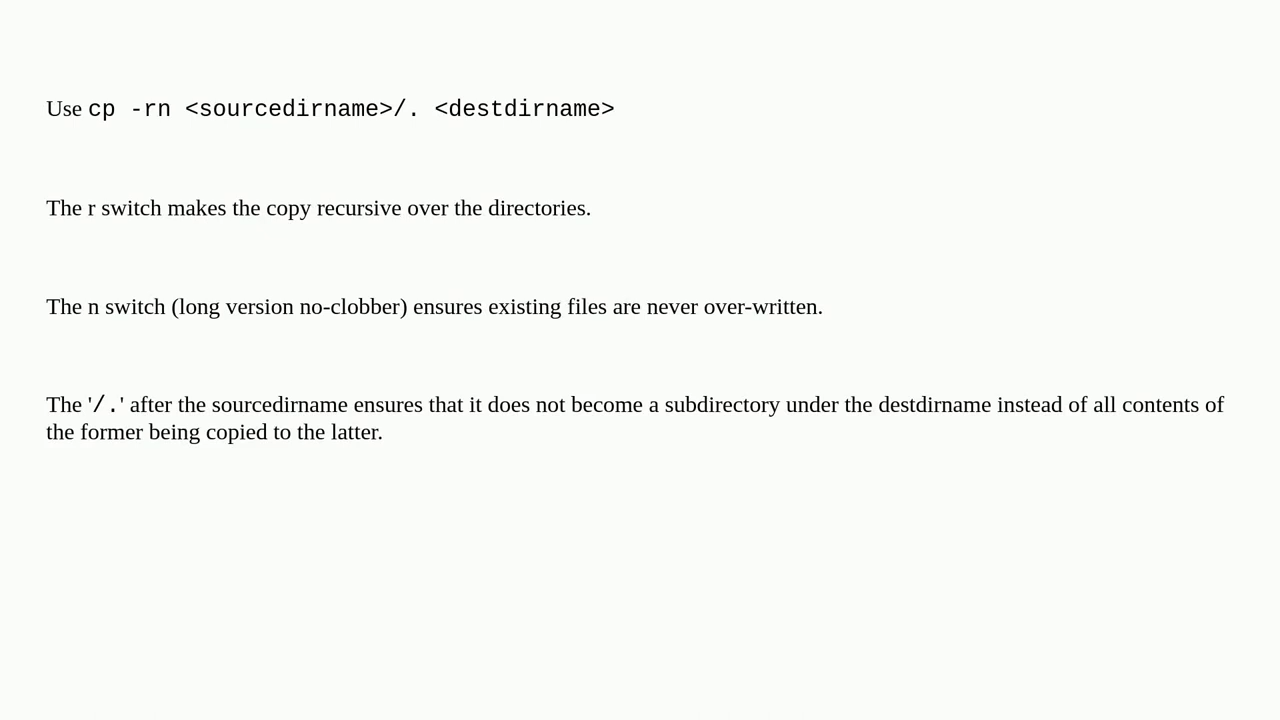 Use cp -rn <sourcedirname>/. <destdirname>
The r switch makes the copy recursive over the directories.
The n switch (long version no-clobber) ensures existing files are never over-written.
The '/.' after the sourcedirname ensures that it does not become a subdirectory under the destdirname instead of all contents of
the former being copied to the latter.